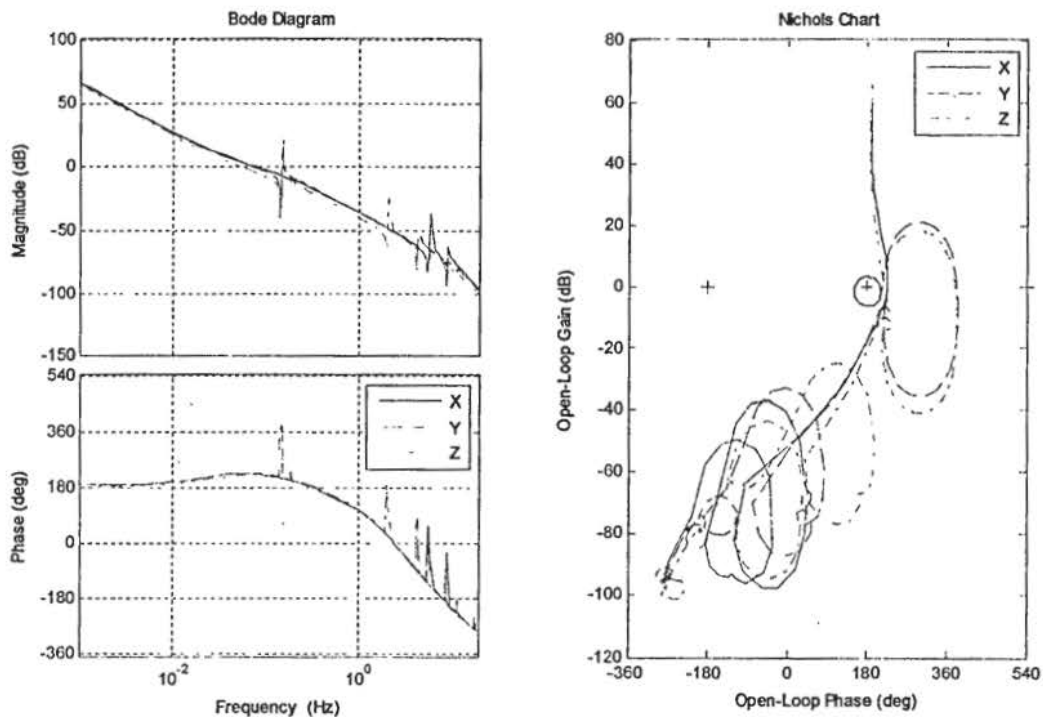 Bode Diagram
100
50
0
-50
-100
-150
Magnitude (dB)
540
360
180
0
-180
-360
Phase (deg)
X
Y
Z
10-2
100
Frequency (Hz)
Nichols Chart
80
60
40
20
0
-20
-40
-60
-80
-100
-120
Open-Loop Gain (dB)
X
Y
Z
-360
-180
0
180
360
540
Open-Loop Phase (deg)